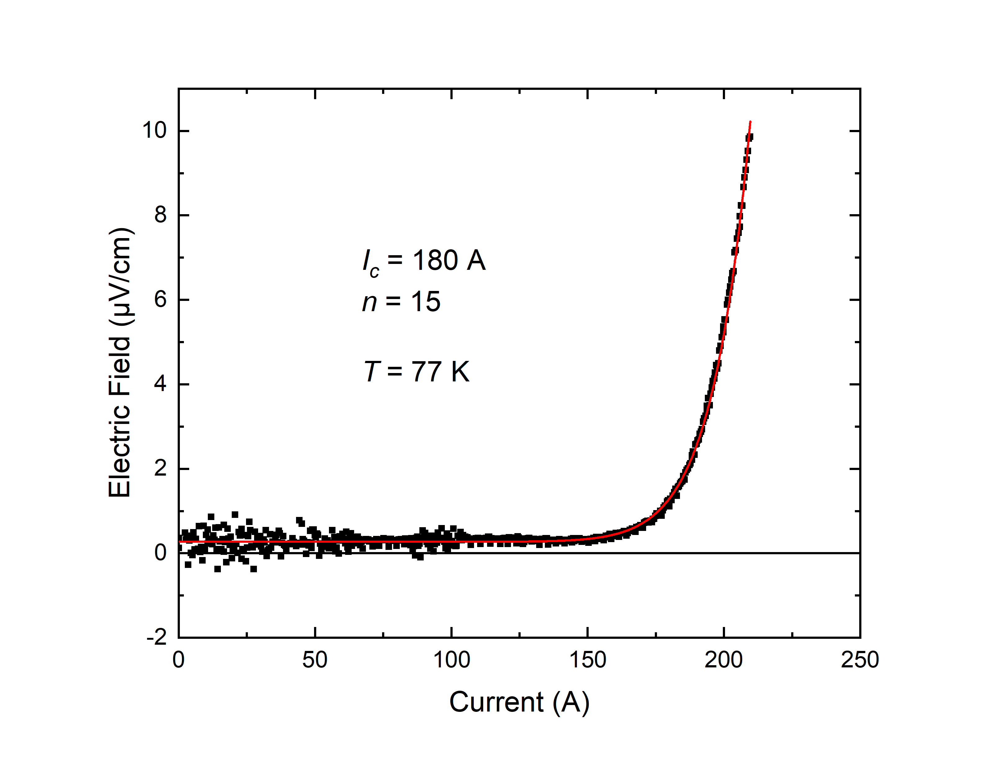 10
8
6
4
2
0
-2
Electric Field (μV/cm)
I_c = 180 A
n = 15
T = 77 K
0 50 100 150 200 250
Current (A)